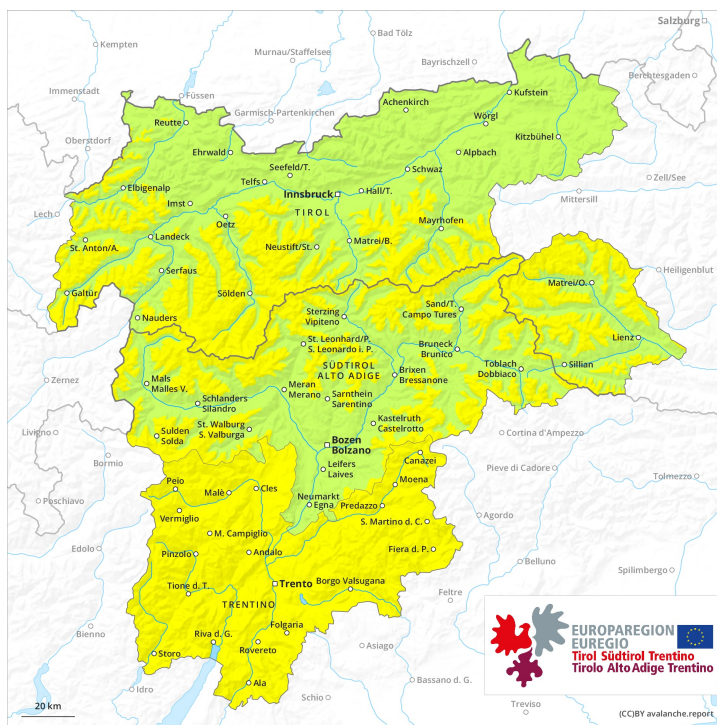 Salzburg
Kempten
Bad Tölz
Murnau/Staffelsee
Bayrischzell
Berchtesgaden
Immenstadt
Füssen
Garmisch-Partenkirchen
Achenkirch
Kufstein
Reutte
Wörgl
Kitzbühel
Oberstdorf
Ehrwald
Alpbach
Seefeld/T.
Schwaz
Zell/See
Telfs
Elbigenalp
Innsbruck
Hall/T.
Mittersill
Imst
Lech
TIROL
Oetz
Mayrhofen
St. Anton/A.
Landeck
Neustift/St.
Matrei/B.
Serfaus
Heiligenblut
Galtür
Sölden
Matrei/O.
Sand/T.
Campo Tures
Nauders
Sterzing
Vipiteno
Lienz
St. Leonhard/P.
S. Leonardo i. P.
Bruneck
Brunico
Sillian
SÜDTIROL
ALTO ADIGE
Toblach
Dobbiaco
Brixen
Bressanone
Mals
Malles V.
Meran
Merano
Zernez
Schlanders
Silandro
Sarnthein
Sarentino
St. Walburg
S. Valburga
Kastelruth
Castelrotto
Livigno
Sulden
Solda
Cortina d'Ampezzo
Bozen
Bolzano
Bormio
Canazei
Pieve di Cadore
Leifers
Laives
Tolmezzo
Peio
Malè
Cles
Moena
Poschiavo
Neumarkt
Egna
Predazzo
Vermiglio
Agordo
S. Martino d. C.
M. Campiglio
Edolo
Pinzolo
Andalo
Fiera d. P.
Belluno
Spilimbergo
Tione d. T.
Trento
Borgo Valsugana
Feltre
TRENTINO
Bienno
Folgaria
Riva d. G.
Rovereto
Asiago
Storo
Bassano d. G.
Ala
Idro
Schio
Treviso
20 km
EUROPAREGION
EUREGIO
Tirol Südtirol Trentino
Tirolo Alto Adige Trentino
(CC)BY avalanche.report